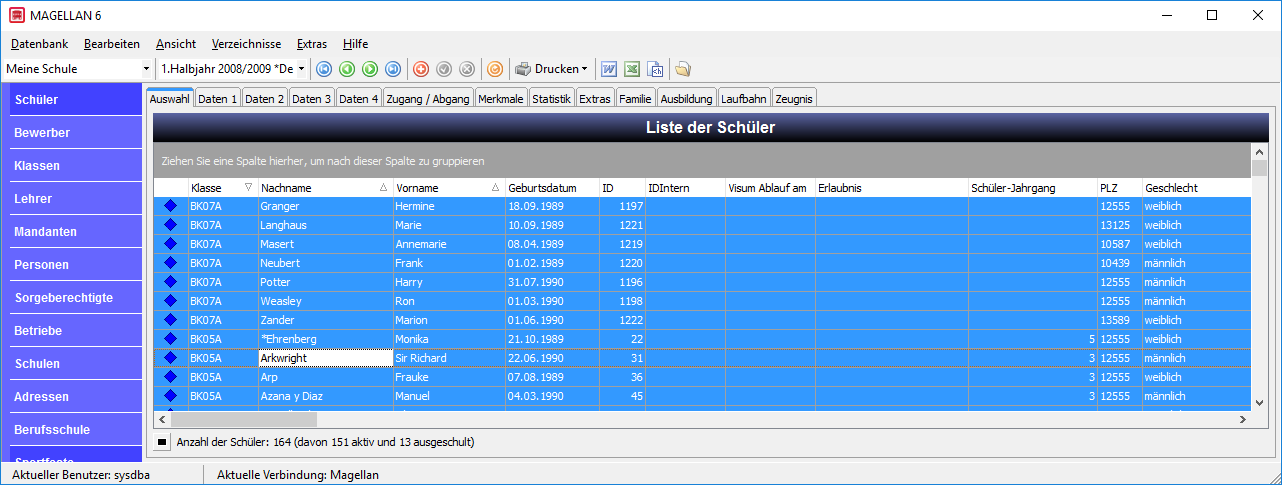 MAGELLAN 6
Datenbank Bearbeiten Ansicht Verzeichnisse Extras Hilfe
Meine Schule 1.Halbjahr 2008/2009 *De Drucken
Schüler
Bewerber
Klassen
Lehrer
Mandanten
Personen
Sorgeberechtigte
Betriebe
Schulen
Adressen
Berufsschule
Auswahl Daten 1 Daten 2 Daten 3 Daten 4 Zugang / Abgang Merkmale Statistik Extras Familie Ausbildung Laufbahn Zeugnis
Liste der Schüler
Ziehen Sie eine Spalte hierher, um nach dieser Spalte zu gruppieren
Klasse Nachname Vorname Geburtsdatum ID IDIntern Visum Ablauf am Erlaubnis Schüler-Jahrgang PLZ Geschlecht
BK07A Granger Hermine 18.09.1989 1197 12555 weiblich
BK07A Langhaus Marie 10.09.1989 1221 13125 weiblich
BK07A Masert Annemarie 08.04.1989 1219 10587 weiblich
BK07A Neubert Frank 01.02.1989 1220 10439 männlich
BK07A Potter Harry 31.07.1990 1196 12555 männlich
BK07A Weasley Ron 01.03.1990 1198 12555 männlich
BK07A Zander Marion 01.06.1990 1222 13589 weiblich
BK05A *Ehrenberg Monika 21.10.1989 22 5 12555 weiblich
BK05A Arkwright Sir Richard 22.06.1990 31 3 12555 männlich
BK05A Arp Frauke 07.08.1989 36 3 12555 weiblich
BK05A Azana y Diaz Manuel 04.03.1990 45 3 12555 männlich
Anzahl der Schüler: 164 (davon 151 aktiv und 13 ausgeschult)
Aktueller Benutzer: sysdba Aktuelle Verbindung: Magellan